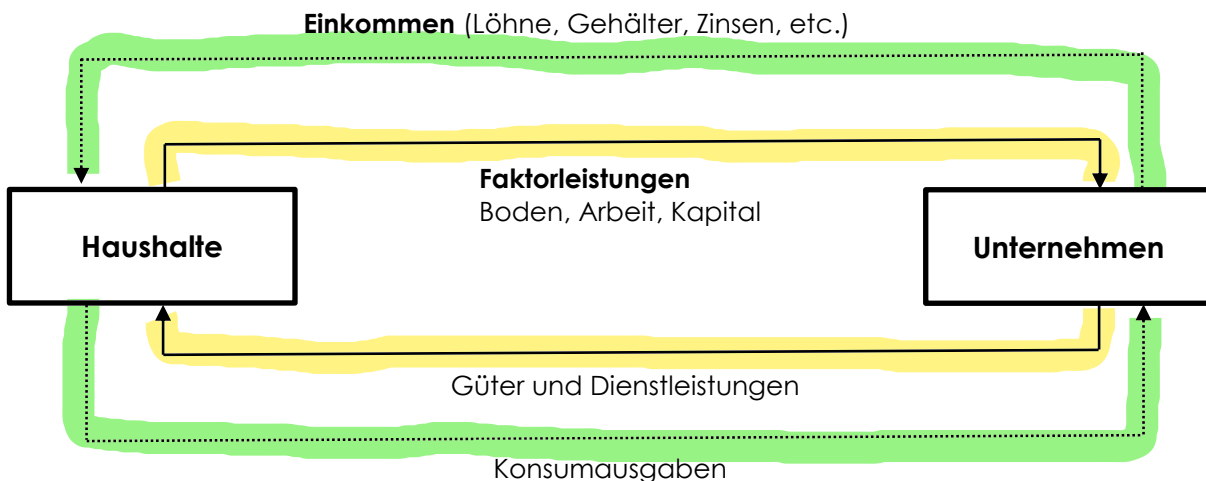 Einkommen (Löhne, Gehälter, Zinsen, etc.)
Faktorleistungen
Boden, Arbeit, Kapital
Haushalte
Unternehmen
Güter und Dienstleistungen
Konsumausgaben